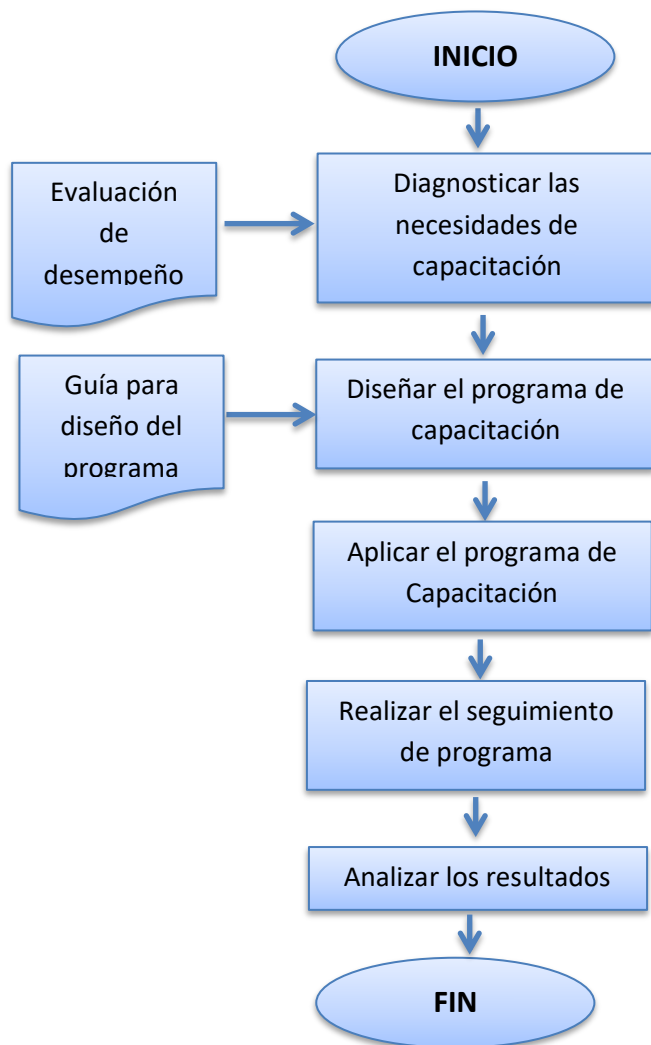 INICIO
Evaluación
de
desempeño
Diagnosticar las
necesidades de
capacitación
Guía para
diseño del
programa
Diseñar el programa de
capacitación
Aplicar el programa de
Capacitación
Realizar el seguimiento
de programa
Analizar los resultados
FIN